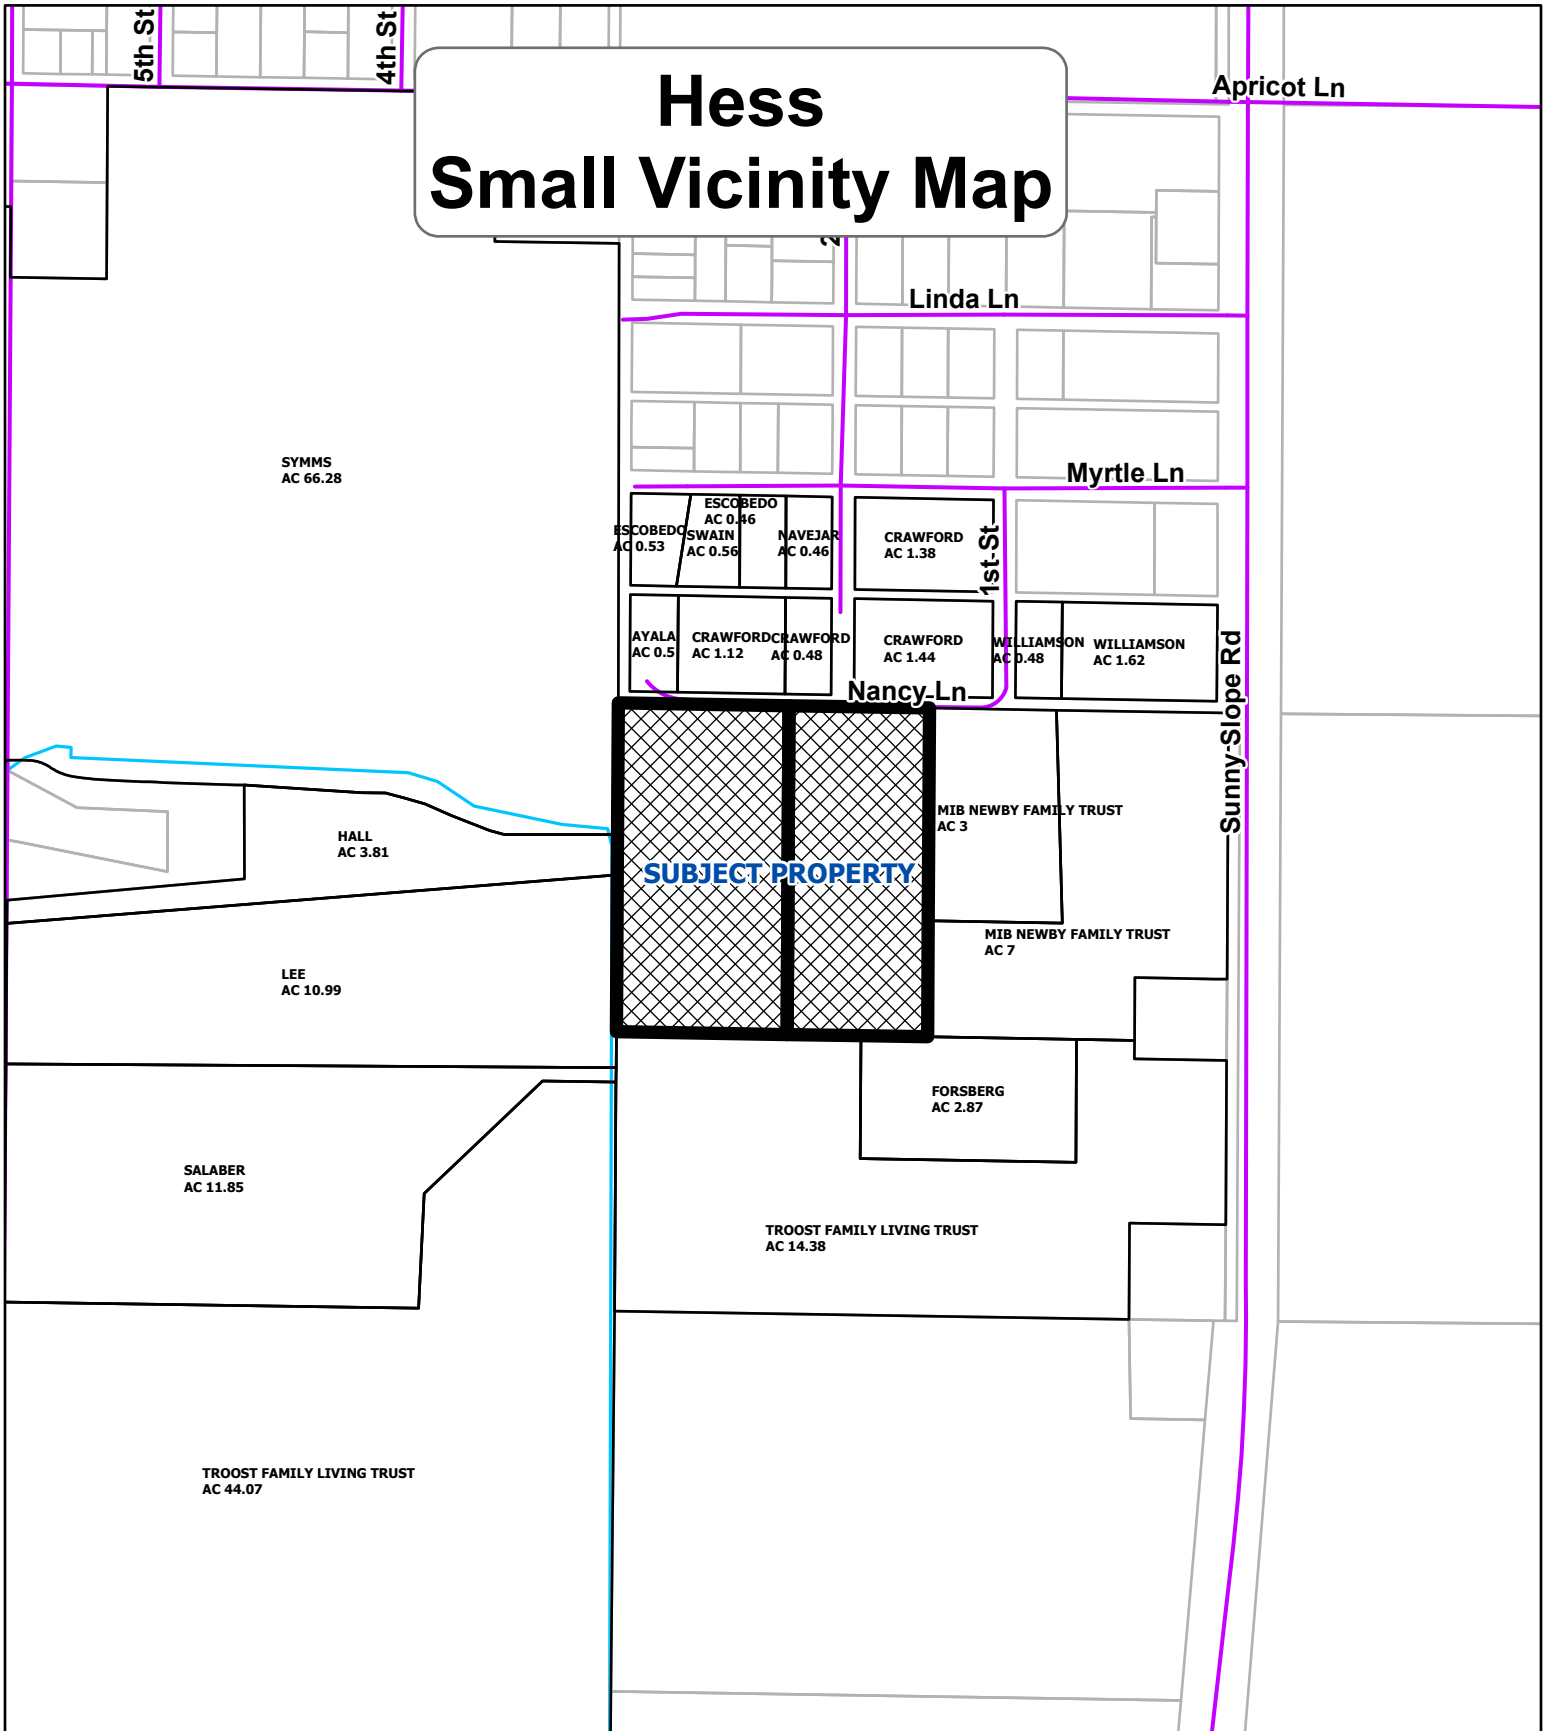 5th St
4th St
Hess
Small Vicinity Map
Apricot Ln
Linda Ln
SYMMS
AC 66.28
Myrtle Ln
ESCOBEDO
AC 0.46
ESCOBEDO
AC 0.53
SWAIN
AC 0.56
NAVEJAR
AC 0.46
CRAWFORD
AC 1.38
1st St
AYALA
AC 0.5
CRAWFORD
AC 1.12
CRAWFORD
AC 0.48
CRAWFORD
AC 1.44
WILLIAMSON
AC 0.48
WILLIAMSON
AC 1.62
Sunny Slope Rd
Nancy Ln
MIB NEWBY FAMILY TRUST
AC 3
HALL
AC 3.81
SUBJECT PROPERTY
MIB NEWBY FAMILY TRUST
AC 7
LEE
AC 10.99
FORSBERG
AC 2.87
SALABER
AC 11.85
TROOST FAMILY LIVING TRUST
AC 14.38
TROOST FAMILY LIVING TRUST
AC 44.07